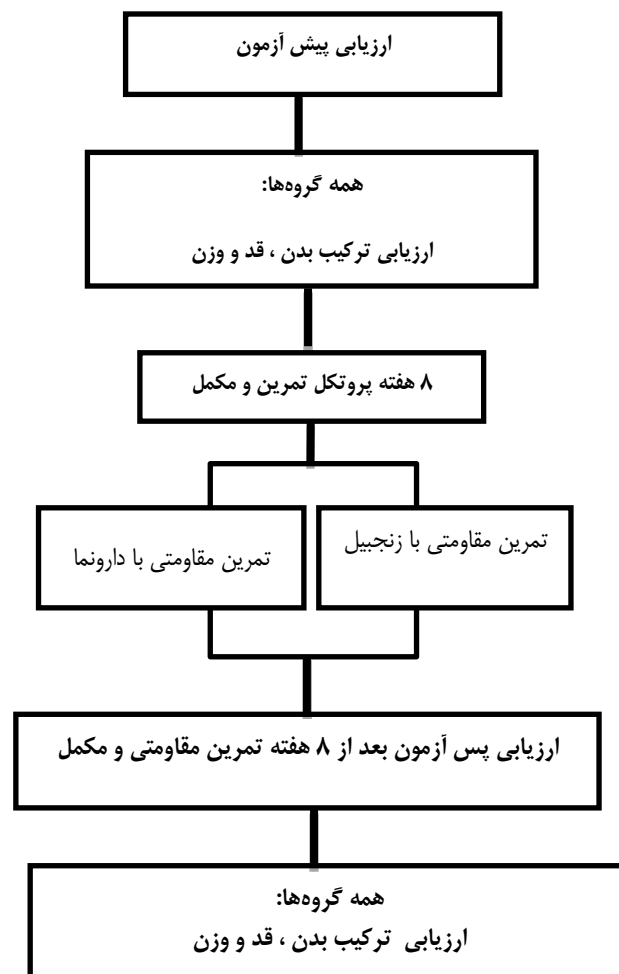 ارزیابی پیش آزمون
همه گروه‌ها:
ارزیابی ترکیب بدن ، قد و وزن
۸ هفته پروتکل تمرین و مکمل
تمرین مقاومتی با زنجبیل
تمرین مقاومتی با دارونما
ارزیابی پس آزمون بعد از ۸ هفته تمرین مقاومتی و مکمل
همه گروه‌ها:
ارزیابی ترکیب بدن ، قد و وزن